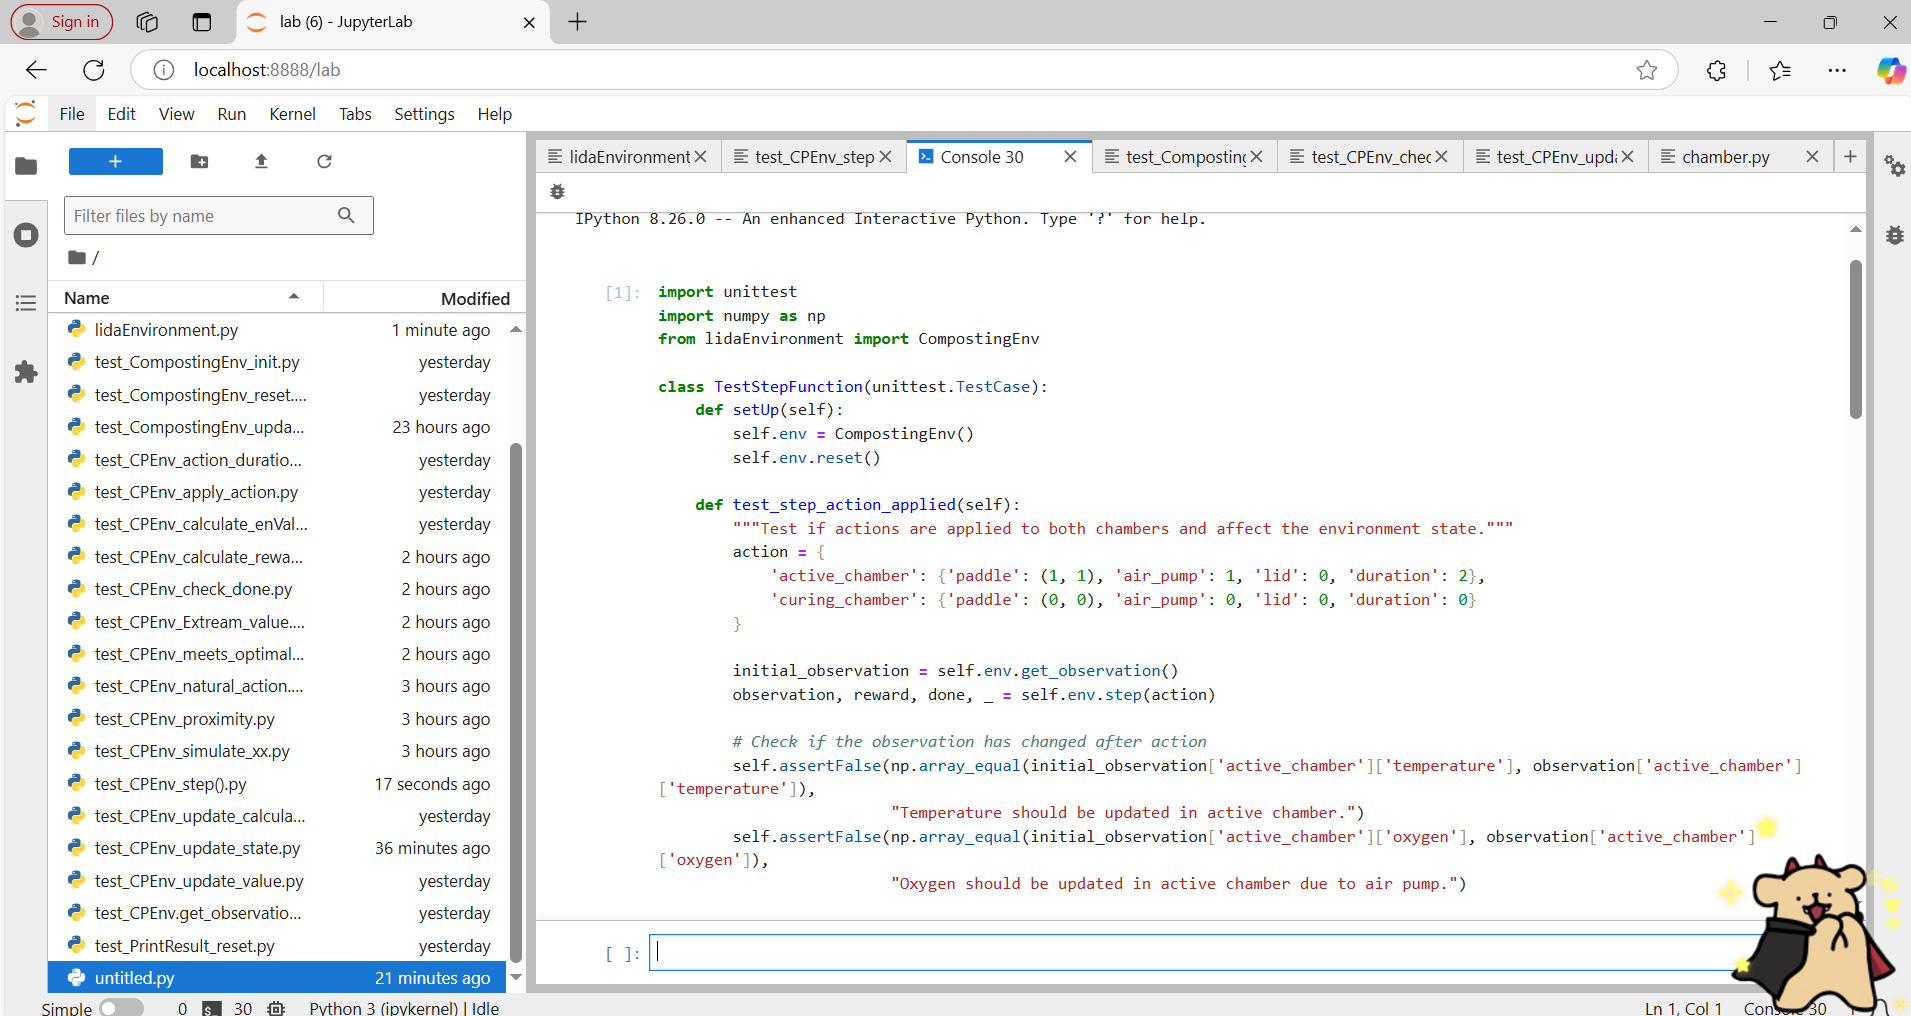 Sign in
lab (6) - JupyterLab
localhost:8888/lab
File Edit View Run Kernel Tabs Settings Help
Filter files by name
/
Name Modified
lidaEnvironment.py 1 minute ago
test_CompostingEnv_init.py yesterday
test_CompostingEnv_reset.... yesterday
test_CompostingEnv_upda... 23 hours ago
test_CPEnv_action_duratio... yesterday
test_CPEnv_apply_action.py yesterday
test_CPEnv_calculate_enVal... yesterday
test_CPEnv_calculate_rewa... 2 hours ago
test_CPEnv_check_done.py 2 hours ago
test_CPEnv_Extream_value.... 2 hours ago
test_CPEnv_meets_optimal... 2 hours ago
test_CPEnv_natural_action.... 3 hours ago
test_CPEnv_proximity.py 3 hours ago
test_CPEnv_simulate_xx.py 3 hours ago
test_CPEnv_step().py 17 seconds ago
test_CPEnv_update_calcula... yesterday
test_CPEnv_update_state.py 36 minutes ago
test_CPEnv_update_value.py yesterday
test_CPEnv.get_observatio... yesterday
test_PrintResult_reset.py yesterday
untitled.py 21 minutes ago
lidaEnvironment test_CPEnv_step Console 30 test_Composting test_CPEnv_chec test_CPEnv_upda chamber.py
IPython 8.26.0 -- An enhanced Interactive Python. Type '?' for help.
[1]: import unittest
import numpy as np
from lidaEnvironment import CompostingEnv
class TestStepFunction(unittest.TestCase):
def setUp(self):
self.env = CompostingEnv()
self.env.reset()
def test_step_action_applied(self):
"""Test if actions are applied to both chambers and affect the environment state."""
action = {
'active_chamber': {'paddle': (1, 1), 'air_pump': 1, 'lid': 0, 'duration': 2},
'curing_chamber': {'paddle': (0, 0), 'air_pump': 0, 'lid': 0, 'duration': 0}
}
initial_observation = self.env.get_observation()
observation, reward, done, _ = self.env.step(action)
# Check if the observation has changed after action
self.assertFalse(np.array_equal(initial_observation['active_chamber']['temperature'], observation['active_chamber']
['temperature']),
"Temperature should be updated in active chamber.")
self.assertFalse(np.array_equal(initial_observation['active_chamber']['oxygen'], observation['active_chamber']
['oxygen']),
"Oxygen should be updated in active chamber due to air pump.")
[ ]:
Simple 0 30 Python 3 (ipykernel) | Idle Ln 1, Col 1 Console 30